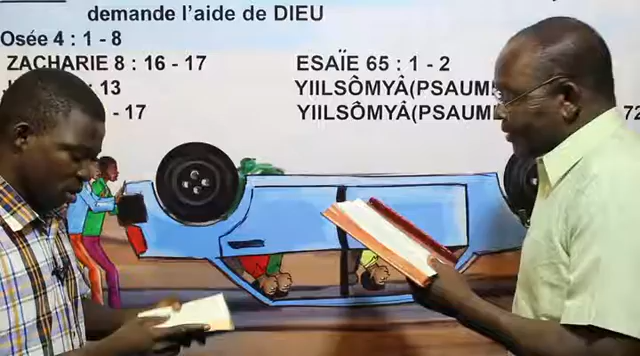 demande l'aide de DIEU
Osée 4 : 1 - 8
ZACHARIE 8 : 16 - 17
ESAÏE 65 : 1 - 2
: 13
YIILSÔMYÂ(PSAUM
- 17
YIILSÔMYÂ(PSAUM
72